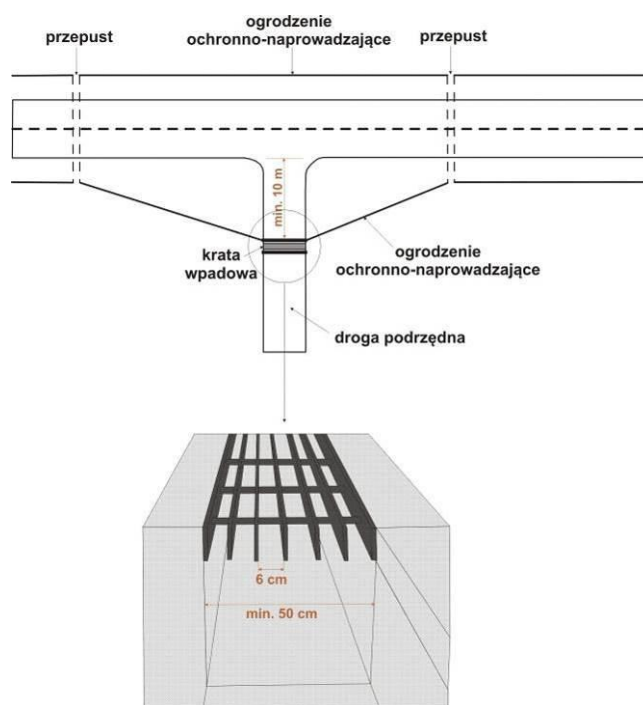 ogrodzenie
ochronno-naprowadzające
przepust
przepust
min. 10 m
krata
wpadowa
ogrodzenie
ochronno-naprowadzające
droga podrzędna
6 cm
min. 50 cm